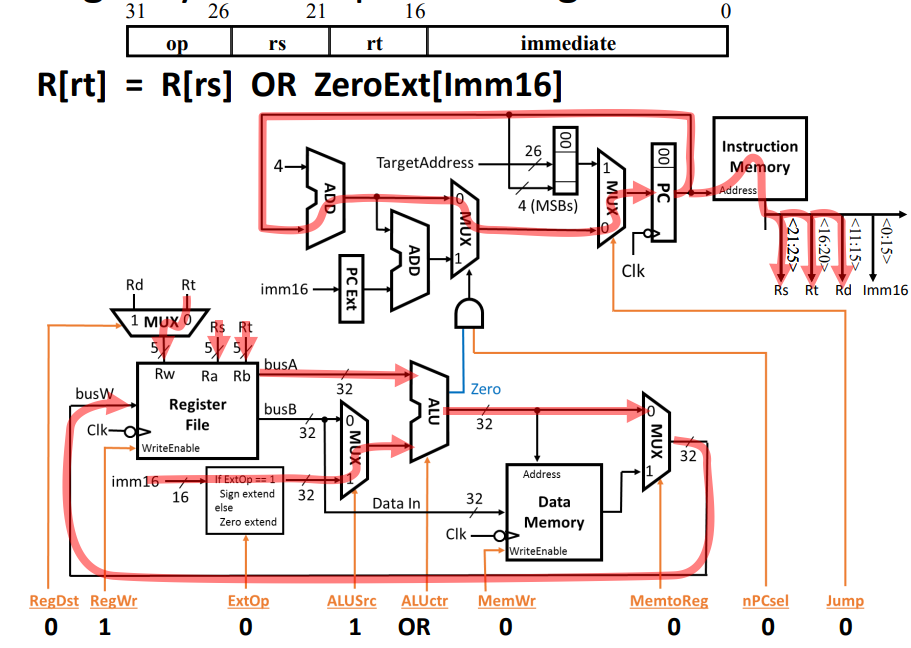 31 26 21 16 0
op rs rt immediate
R[rt] = R[rs] OR ZeroExt[Imm16]
4
ADD
TargetAddress
26
00
4 (MSBs)
1
MUX
0
00
PC
Clk
Instruction
Memory
Address
<21:25>
<16:20>
<11:15>
<0:15>
Rs Rt Rd Imm16
0
MUX
1
ADD
imm16
PC Ext
Rd Rt
1 MUX 0
Rs Rt
5 5 5
Rw Ra Rb
busW
Register
File
Clk
WriteEnable
busA
32
busB
32
0
MUX
1
ALU
Zero
32
0
MUX
1
32
imm16
16
If ExtOp == 1
Sign extend
else
Zero extend
32
Data In
32
Address
Data
Memory
Clk
WriteEnable
RegDst RegWr ExtOp ALUSrc ALUctr MemWr MemtoReg nPCsel Jump
0 1 0 1 OR 0 0 0 0